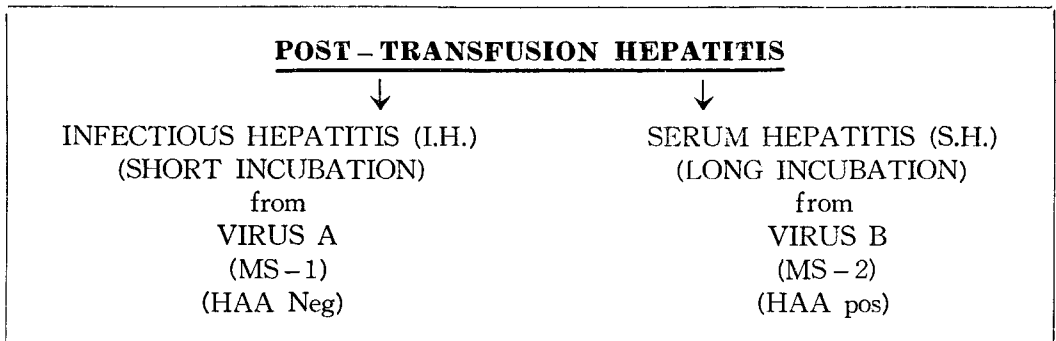 POST – TRANSFUSION HEPATITIS
INFECTIOUS HEPATITIS (I.H.)
(SHORT INCUBATION)
from
VIRUS A
(MS – 1)
(HAA Neg)
SERUM HEPATITIS (S.H.)
(LONG INCUBATION)
from
VIRUS B
(MS – 2)
(HAA pos)